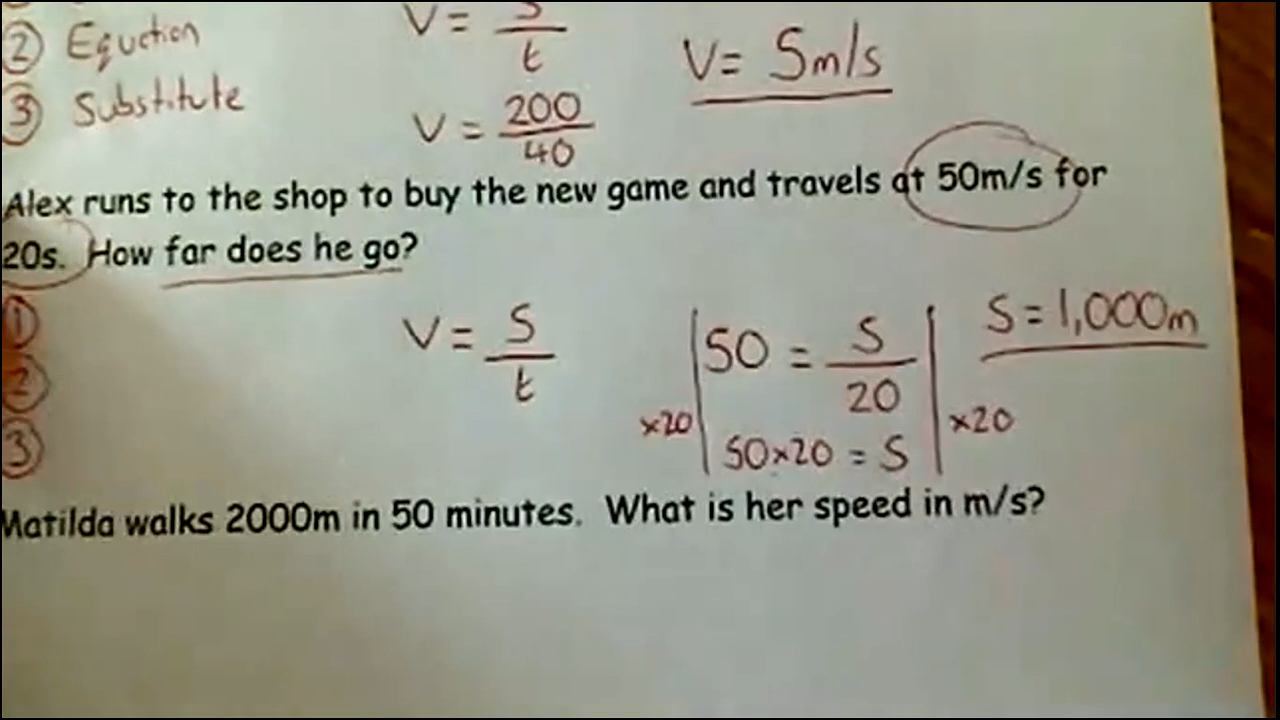 ② Equction
③ Substitute
V = S/t
V = 200/40
V = 5m/s
Alex runs to the shop to buy the new game and travels at 50m/s for
20s. How far does he go?
①
②
③
V = S/t
50 = S/20
×20 ×20
50×20 = S
S = 1,000m
Matilda walks 2000m in 50 minutes. What is her speed in m/s?